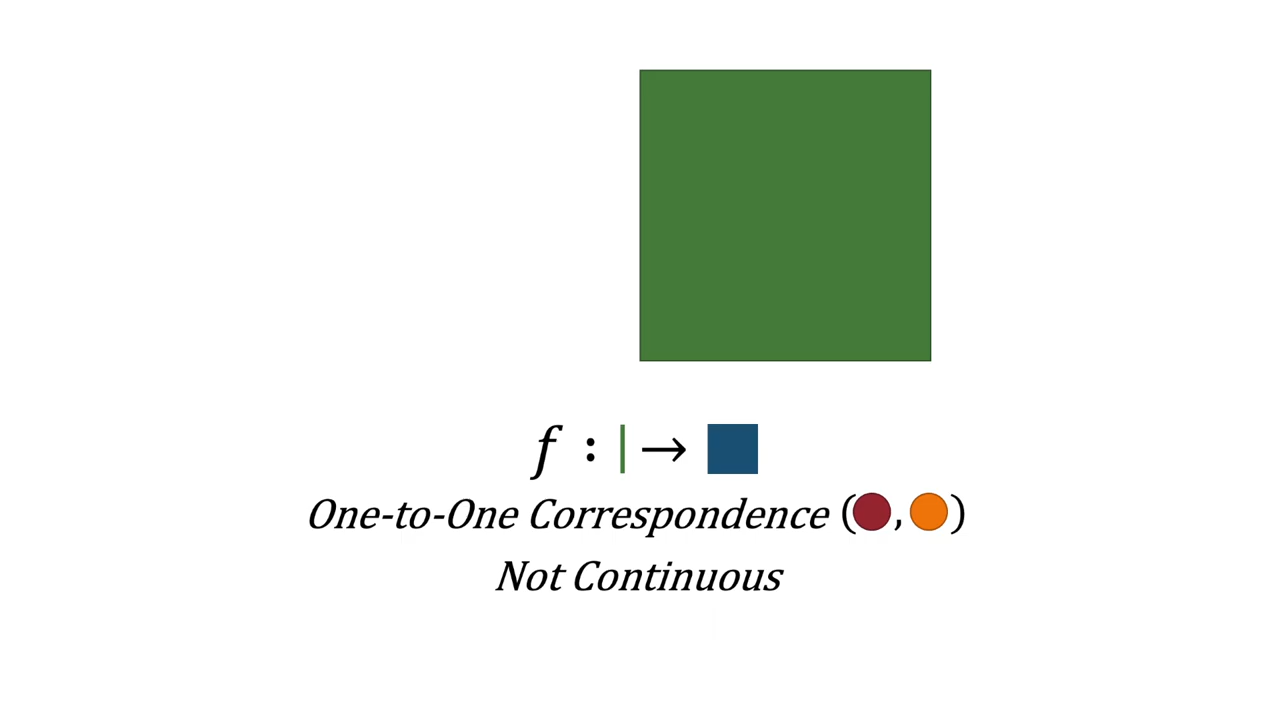 f : | →
One-to-One Correspondence ( , )
Not Continuous